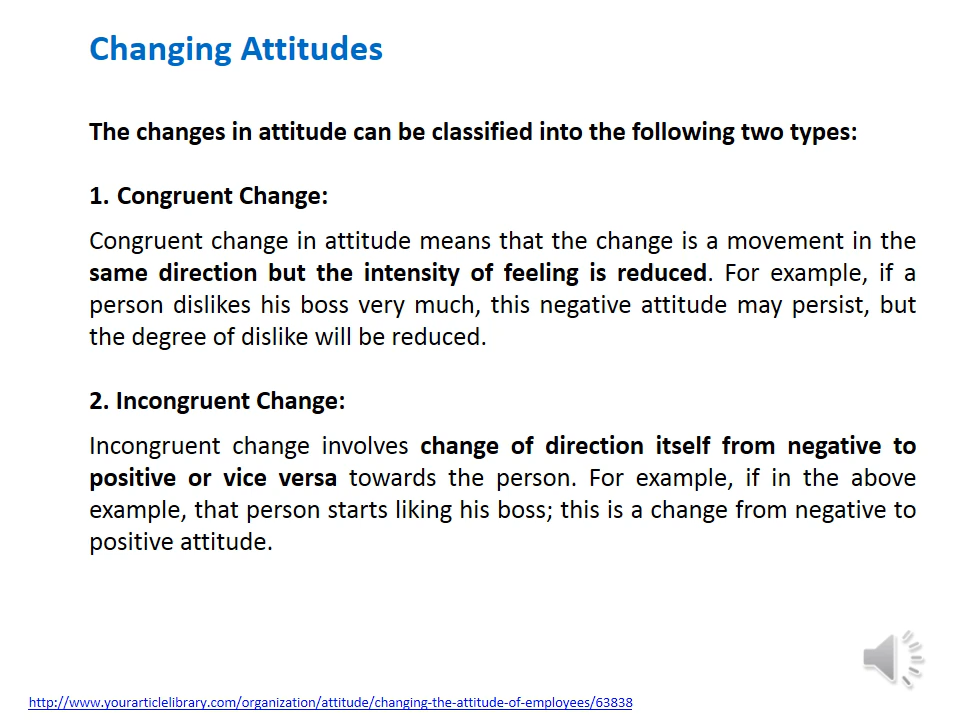 Changing Attitudes
The changes in attitude can be classified into the following two types:
1. Congruent Change:
Congruent change in attitude means that the change is a movement in the
same direction but the intensity of feeling is reduced. For example, if a
person dislikes his boss very much, this negative attitude may persist, but
the degree of dislike will be reduced.
2. Incongruent Change:
Incongruent change involves change of direction itself from negative to
positive or vice versa towards the person. For example, if in the above
example, that person starts liking his boss; this is a change from negative to
positive attitude.
http://www.yourarticlelibrary.com/organization/attitude/changing-the-attitude-of-employees/63838